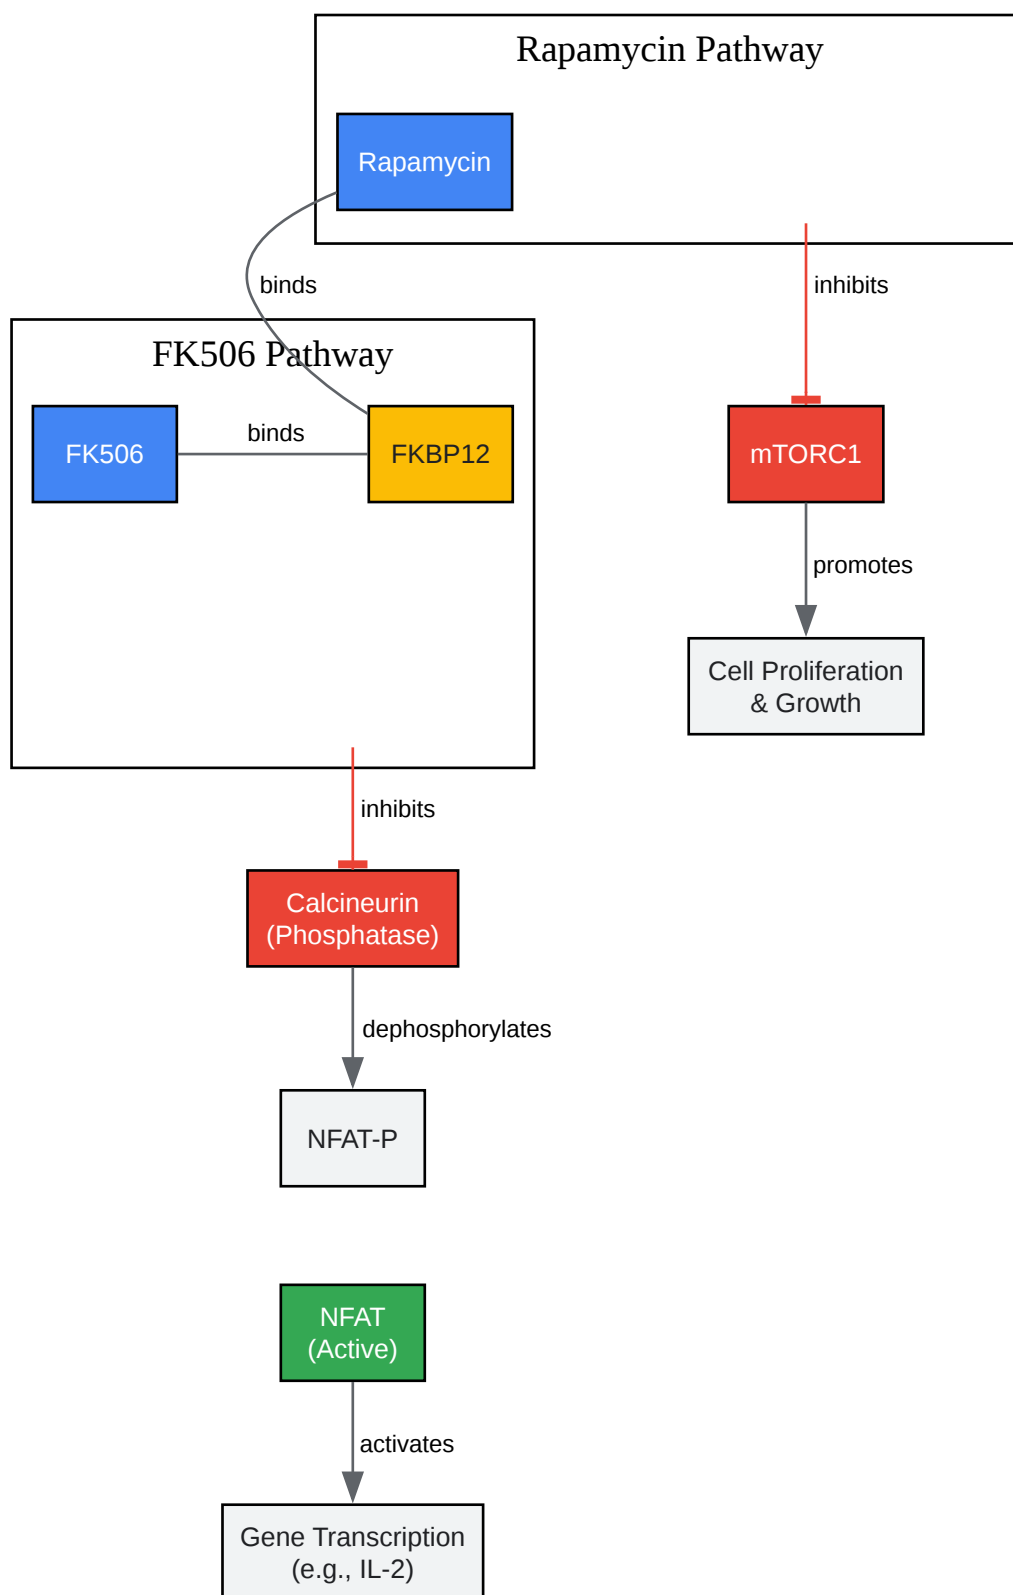 Rapamycin Pathway
Rapamycin
binds
inhibits
FK506 Pathway
FK506
binds
FKBP12
mTORC1
promotes
Cell Proliferation
& Growth
inhibits
Calcineurin
(Phosphatase)
dephosphorylates
NFAT-P
NFAT
(Active)
activates
Gene Transcription
(e.g., IL-2)